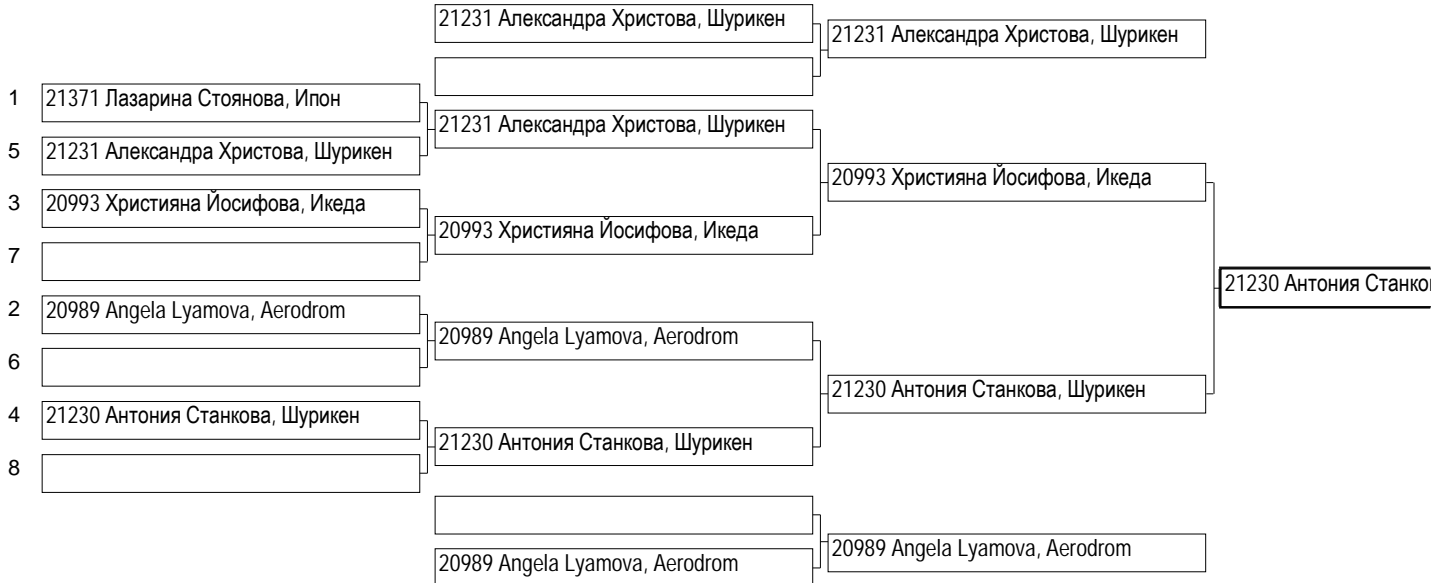 21231 Александра Христова, Шурикен
21231 Александра Христова, Шурикен
1 21371 Лазарина Стоянова, Ипон
21231 Александра Христова, Шурикен
5 21231 Александра Христова, Шурикен
20993 Християна Йосифова, Икеда
3 20993 Християна Йосифова, Икеда
20993 Християна Йосифова, Икеда
7
21230 Антония
2 20989 Angela Lyamova, Aerodrom
20989 Angela Lyamova, Aerodrom
6
21230 Антония Станкова, Шурикен
4 21230 Антония Станкова, Шурикен
21230 Антония Станкова, Шурикен
8
20989 Angela Lyamova, Aerodrom
20989 Angela Lyamova, Aerodrom